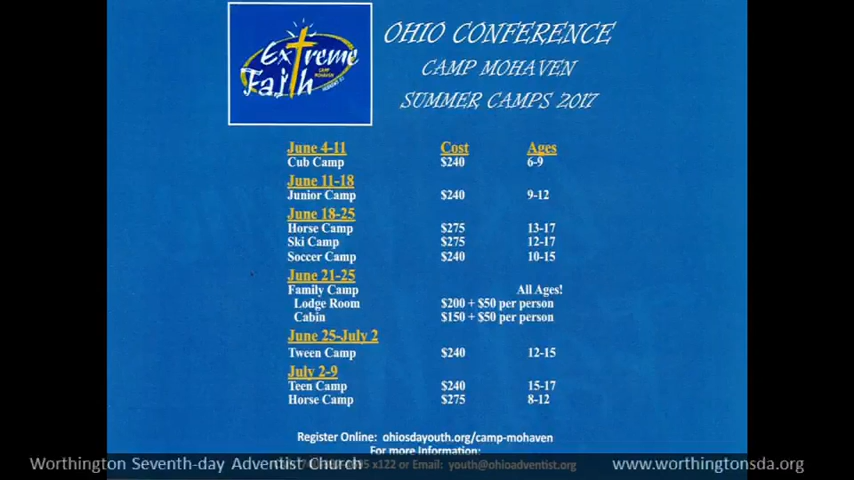 Extreme
Faith
CAMP
MOHAVEN
OHIO CONFERENCE
CAMP MOHAVEN
SUMMER CAMPS 2017
June 4-11 Cost Ages
Cub Camp $240 6-9
June 11-18
Junior Camp $240 9-12
June 18-25
Horse Camp $275 13-17
Ski Camp $275 12-17
Soccer Camp $240 10-15
June 21-25
Family Camp All Ages!
Lodge Room $200 + $50 per person
Cabin $150 + $50 per person
June 25-July 2
Tween Camp $240 12-15
July 2-9
Teen Camp $240 15-17
Horse Camp $275 8-12
Register Online: ohiosdayouth.org/camp-mohaven
For more Information:
x122 or Email: youth@ohioadventist.org
Worthington Seventh-day Adventist Church www.worthingtonsda.org